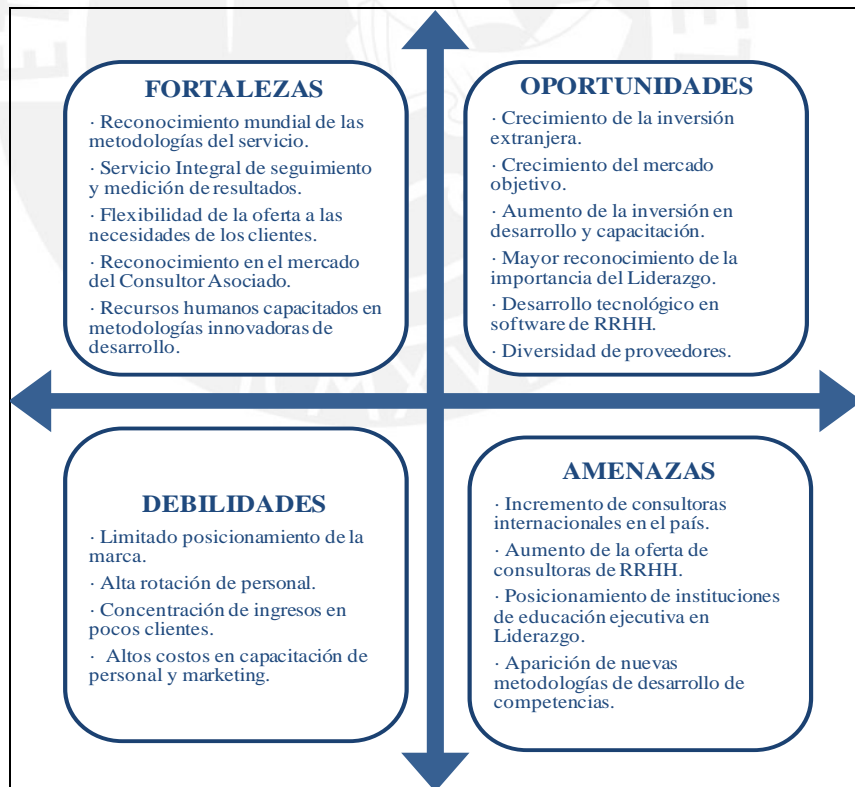 FORTALEZAS
· Reconocimiento mundial de las
metodologías del servicio.
· Servicio Integral de seguimiento
y medición de resultados.
· Flexibilidad de la oferta a las
necesidades de los clientes.
· Reconocimiento en el mercado
del Consultor Asociado.
· Recursos humanos capacitados en
metodologías innovadoras de
desarrollo.
OPORTUNIDADES
· Crecimiento de la inversión
extranjera.
· Crecimiento del mercado
objetivo.
· Aumento de la inversión en
desarrollo y capacitación.
· Mayor reconocimiento de la
importancia del Liderazgo.
· Desarrollo tecnológico en
software de RRHH.
· Diversidad de proveedores.
DEBILIDADES
· Limitado posicionamiento de la
marca.
· Alta rotación de personal.
· Concentración de ingresos en
pocos clientes.
· Altos costos en capacitación de
personal y marketing.
AMENAZAS
· Incremento de consultoras
internacionales en el país.
· Aumento de la oferta de
consultoras de RRHH.
· Posicionamiento de instituciones
de educación ejecutiva en
Liderazgo.
· Aparición de nuevas
metodologías de desarrollo de
competencias.